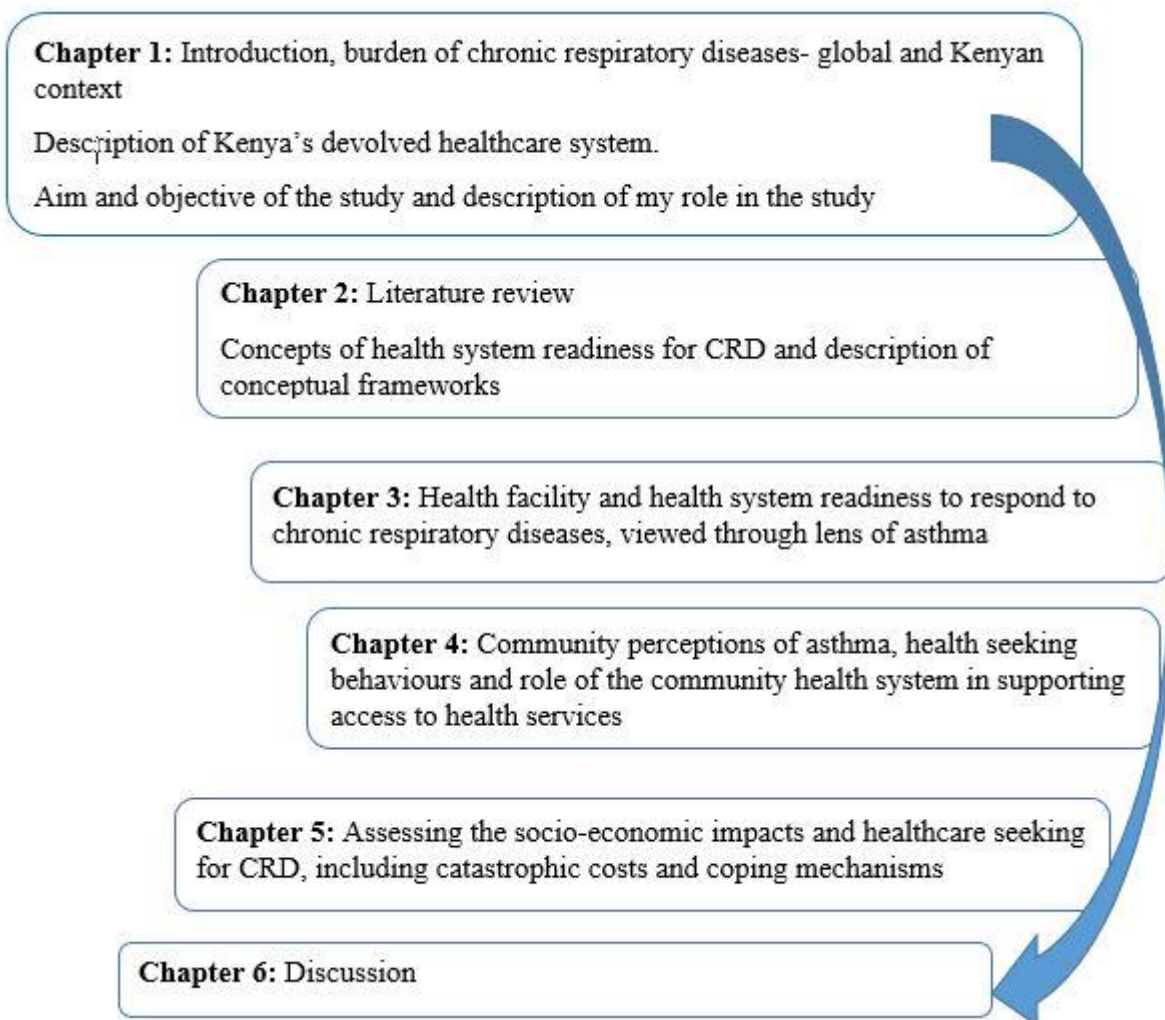 Chapter 1: Introduction, burden of chronic respiratory diseases- global and Kenyan
context
Description of Kenya’s devolved healthcare system.
Aim and objective of the study and description of my role in the study
Chapter 2: Literature review
Concepts of health system readiness for CRD and description of
conceptual frameworks
Chapter 3: Health facility and health system readiness to respond to
chronic respiratory diseases, viewed through lens of asthma
Chapter 4: Community perceptions of asthma, health seeking
behaviours and role of the community health system in supporting
access to health services
Chapter 5: Assessing the socio-economic impacts and healthcare seeking
for CRD, including catastrophic costs and coping mechanisms
Chapter 6: Discussion